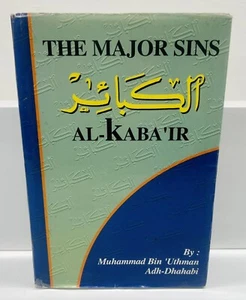 THE MAJOR SINS
الكبائر
AL-KABA'IR
By :
Muhammad Bin 'Uthman
Adh-Dhahabi